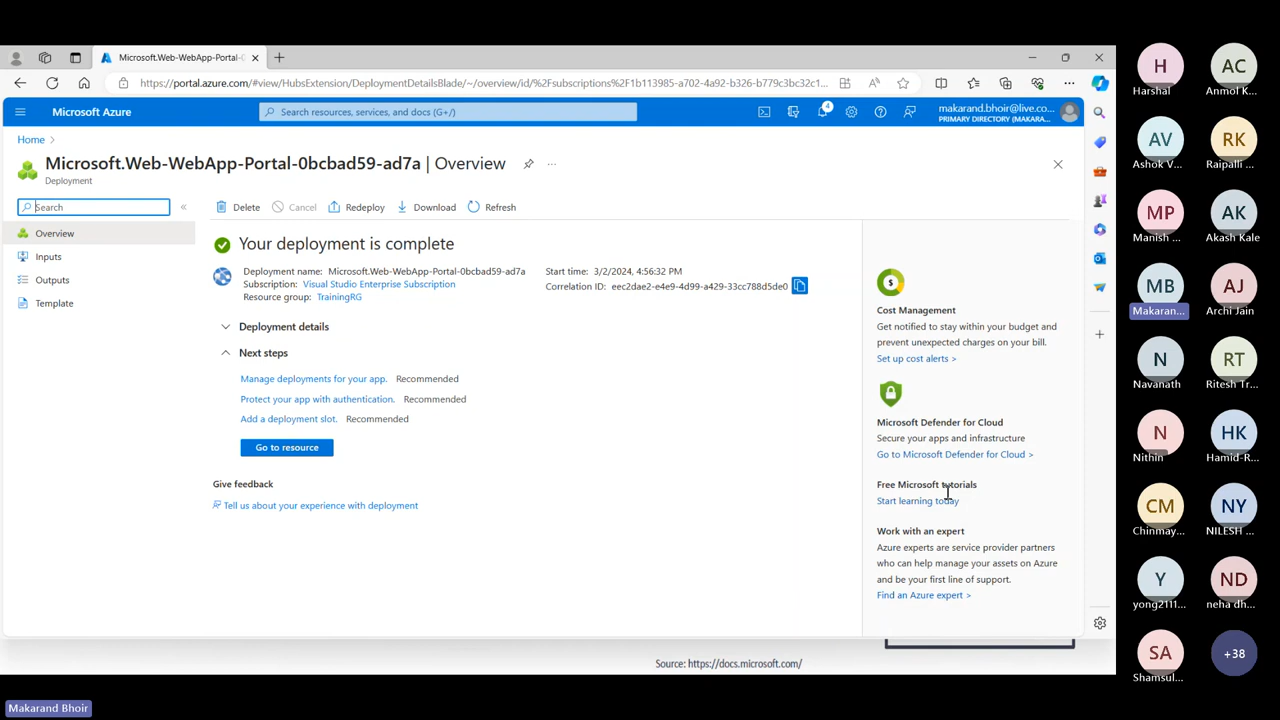 Microsoft.Web-WebApp-Portal-0
https://portal.azure.com/#view/HubsExtension/DeploymentDetailsBlade/~/overview/id/%2Fsubscriptions%2F1b113985-a702-4a92-b326-b779c3bc32c1...
Microsoft Azure
Search resources, services, and docs (G+/)
4
makarand.bhoir@live.co...
PRIMARY DIRECTORY (MAKARA...
Home
Microsoft.Web-WebApp-Portal-0bcbad59-ad7a | Overview
Deployment
Search
Delete
Cancel
Redeploy
Download
Refresh
Overview
Inputs
Outputs
Template
Your deployment is complete
Deployment name: Microsoft.Web-WebApp-Portal-0bcbad59-ad7a
Subscription: Visual Studio Enterprise Subscription
Resource group: TrainingRG
Start time: 3/2/2024, 4:56:32 PM
Correlation ID: eec2dae2-e4e9-4d99-a429-33cc788d5de0
Deployment details
Next steps
Manage deployments for your app. Recommended
Protect your app with authentication. Recommended
Add a deployment slot. Recommended
Go to resource
Give feedback
Tell us about your experience with deployment
Cost Management
Get notified to stay within your budget and
prevent unexpected charges on your bill.
Set up cost alerts >
Microsoft Defender for Cloud
Secure your apps and infrastructure
Go to Microsoft Defender for Cloud >
Free Microsoft tutorials
Start learning today
Work with an expert
Azure experts are service provider partners
who can help manage your assets on Azure
and be your first line of support.
Find an Azure expert >
Source: https://docs.microsoft.com/
Makarand Bhoir
H
Harshal
AC
Anmol K...
AV
Ashok V...
RK
Raipalli ...
MP
Manish ...
AK
Akash Kale
MB
Makaran...
AJ
Archi Jain
N
Navanath
RT
Ritesh Tr...
N
Nithin
HK
Hamid-R...
CM
Chinmay...
NY
NILESH ...
Y
yong2111...
ND
neha dh...
SA
Shamsul...
+38